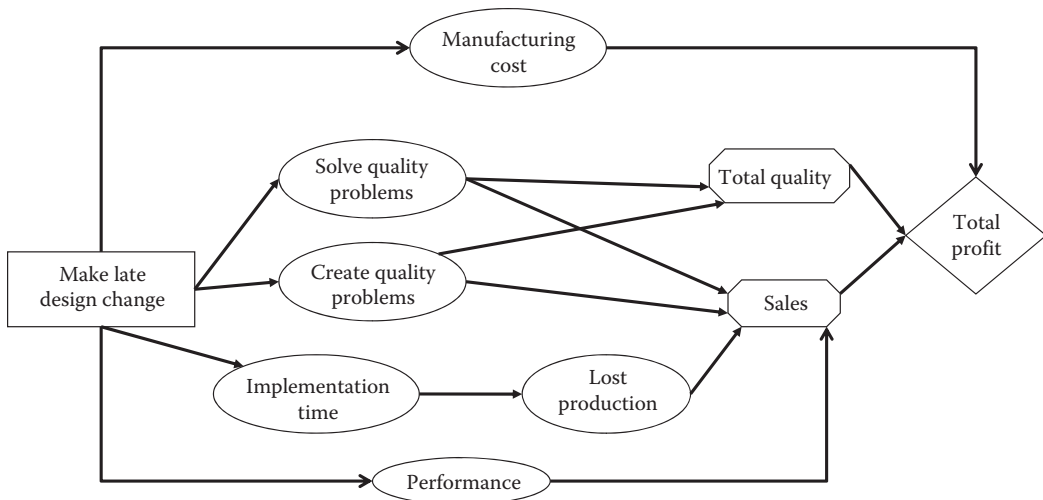 Manufacturing
cost
Solve quality
problems
Total quality
Total
profit
Make late
design change
Create quality
problems
Sales
Implementation
time
Lost
production
Performance